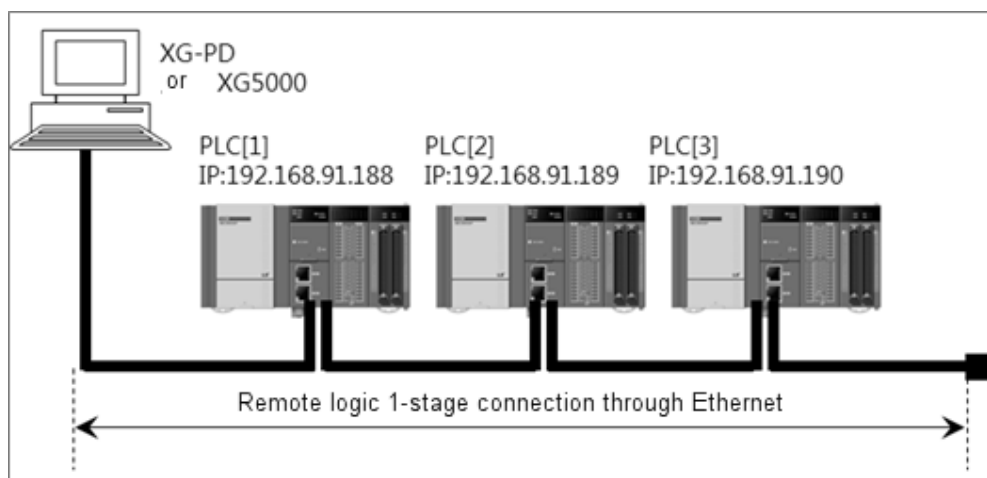 XG-PD
or XG5000
PLC[1]
IP:192.168.91.188
PLC[2]
IP:192.168.91.189
PLC[3]
IP:192.168.91.190
Remote logic 1-stage connection through Ethernet